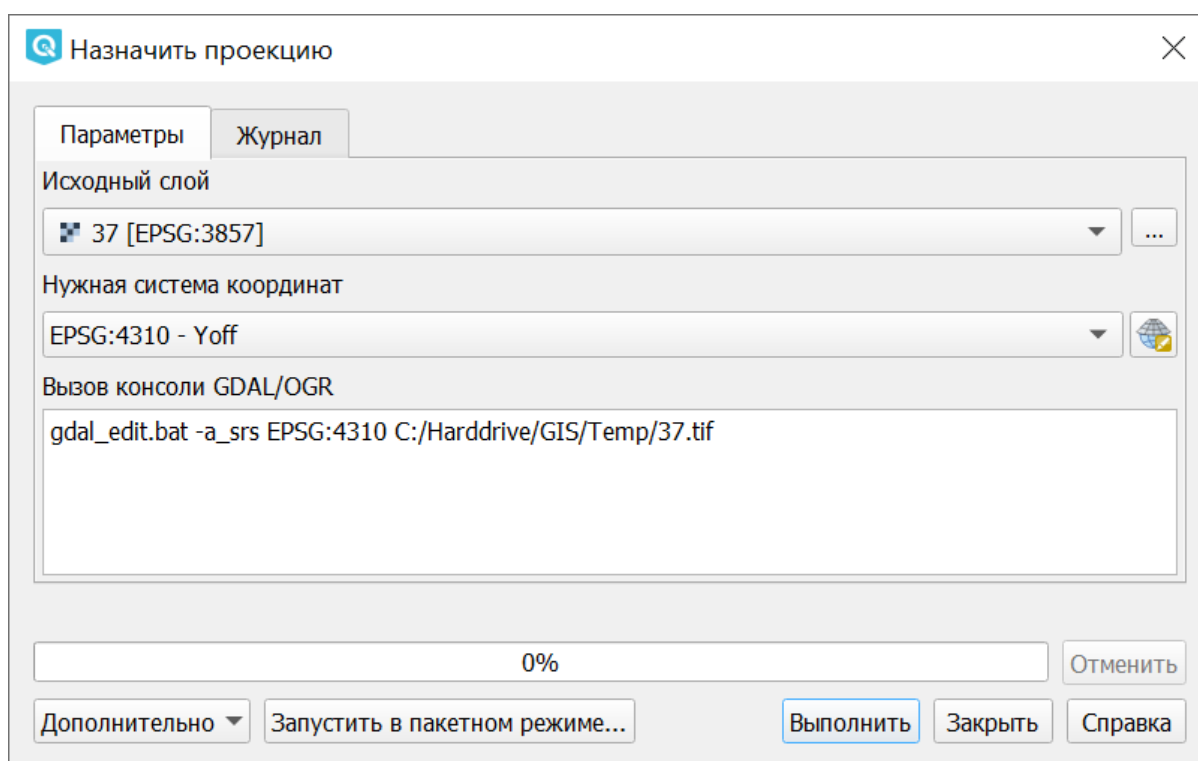 Назначить проекцию
Параметры
Журнал
Исходный слой
37 [EPSG:3857]
...
Нужная система координат
EPSG:4310 - Yoff
Вызов консоли GDAL/OGR
gdal_edit.bat -a_srs EPSG:4310 C:/Harddrive/GIS/Temp/37.tif
0%
Отменить
Дополнительно
Запустить в пакетном режиме...
Выполнить
Закрыть
Справка